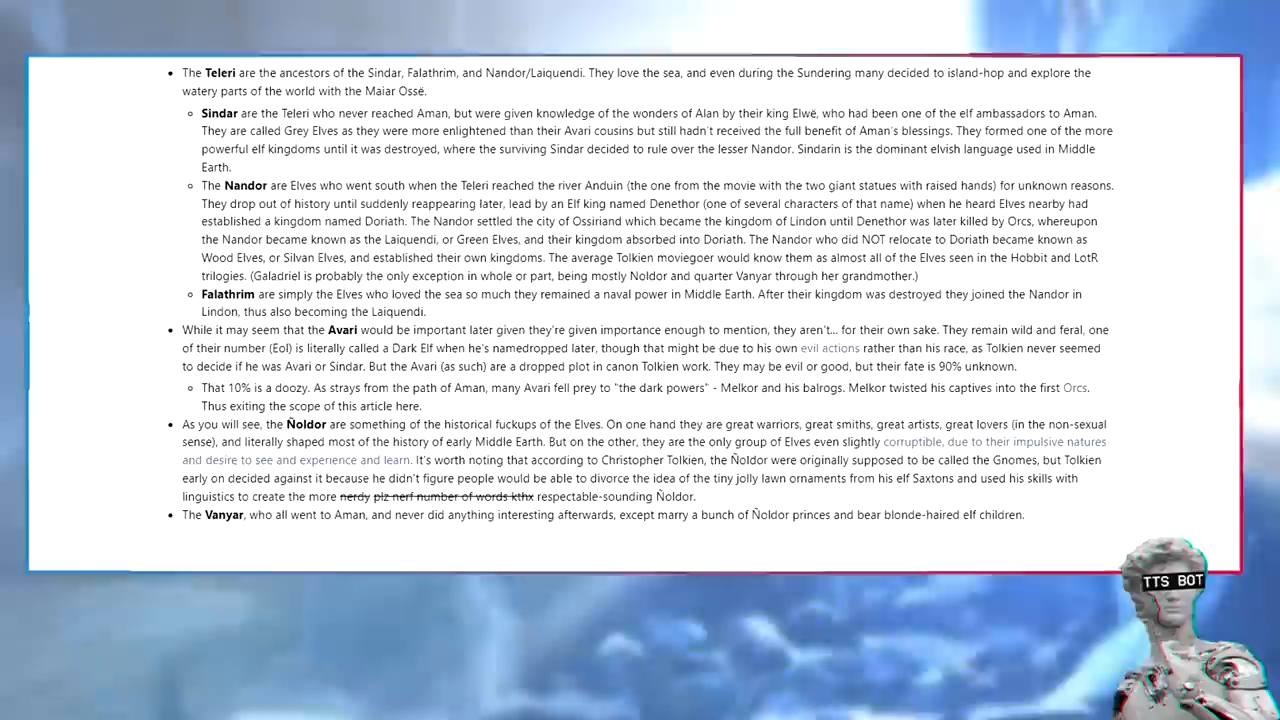 The Teleri are the ancestors of the Sindar, Falathrim, and Nandor/Laiquendi. They love the sea, and even during the Sundering many decided to island-hop and explore the
watery parts of the world with the Maiar Ossë.
Sindar are the Teleri who never reached Aman, but were given knowledge of the wonders of Alan by their king Elwë, who had been one of the elf ambassadors to Aman.
They are called Grey Elves as they were more enlightened than their Avari cousins but still hadn't received the full benefit of Aman's blessings. They formed one of the more
powerful elf kingdoms until it was destroyed, where the surviving Sindar decided to rule over the lesser Nandor. Sindarin is the dominant elvish language used in Middle
Earth.
The Nandor are Elves who went south when the Teleri reached the river Anduin (the one from the movie with the two giant statues with raised hands) for unknown reasons.
They drop out of history until suddenly reappearing later, lead by an Elf king named Denethor (one of several characters of that name) when he heard Elves nearby had
established a kingdom named Doriath. The Nandor settled the city of Ossiriand which became the kingdom of Lindon until Denethor was later killed by Orcs, whereupon
the Nandor became known as the Laiquendi, or Green Elves, and their kingdom absorbed into Doriath. The Nandor who did NOT relocate to Doriath became known as
Wood Elves, or Silvan Elves, and established their own kingdoms. The average Tolkien moviegoer would know them as almost all of the Elves seen in the Hobbit and LotR
trilogies. (Galadriel is probably the only exception in whole or part, being mostly Noldor and quarter Vanyar through her grandmother.)
Falathrim are simply the Elves who loved the sea so much they remained a naval power in Middle Earth. After their kingdom was destroyed they joined the Nandor in
Lindon, thus also becoming the Laiquendi.
While it may seem that the Avari would be important later given they're given importance enough to mention, they aren't... for their own sake. They remain wild and feral, one
of their number (Eol) is literally called a Dark Elf when he's namedropped later, though that might be due to his own evil actions rather than his race, as Tolkien never seemed
to decide if he was Avari or Sindar. But the Avari (as such) are a dropped plot in canon Tolkien work. They may be evil or good, but their fate is 90% unknown.
That 10% is a doozy. As strays from the path of Aman, many Avari fell prey to "the dark powers" - Melkor and his balrogs. Melkor twisted his captives into the first Orcs.
Thus exiting the scope of this article here.
As you will see, the Ñoldor are something of the historical fuckups of the Elves. On one hand they are great warriors, great smiths, great artists, great lovers (in the non-sexual
sense), and literally shaped most of the history of early Middle Earth. But on the other, they are the only group of Elves even slightly corruptible, due to their impulsive natures
and desire to see and experience and learn. It's worth noting that according to Christopher Tolkien, the Ñoldor were originally supposed to be called the Gnomes, but Tolkien
early on decided against it because he didn't figure people would be able to divorce the idea of the tiny jolly lawn ornaments from his elf Saxtons and used his skills with
linguistics to create the more nerdy plz nerf number of words kthx respectable-sounding Ñoldor.
The Vanyar, who all went to Aman, and never did anything interesting afterwards, except marry a bunch of Ñoldor princes and bear blonde-haired elf children.
TTS BOT